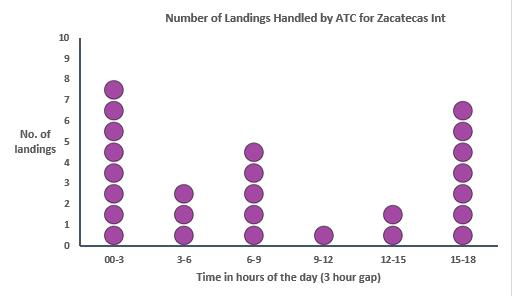 Number of Landings Handled by ATC for Zacatecas Int
10
9
8
7
6
5
4
3
2
1
0
No. of
landings
00-3 3-6 6-9 9-12 12-15 15-18
Time in hours of the day (3 hour gap)